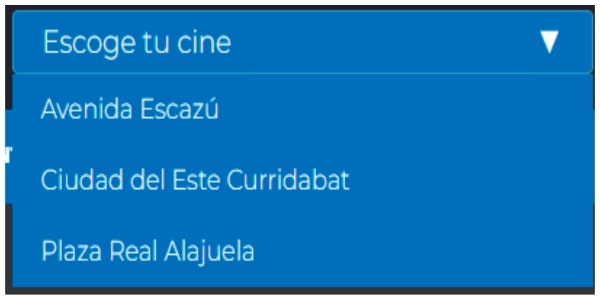 Escoge tu cine
Avenida Escazú
Ciudad del Este Curridabat
Plaza Real Alajuela